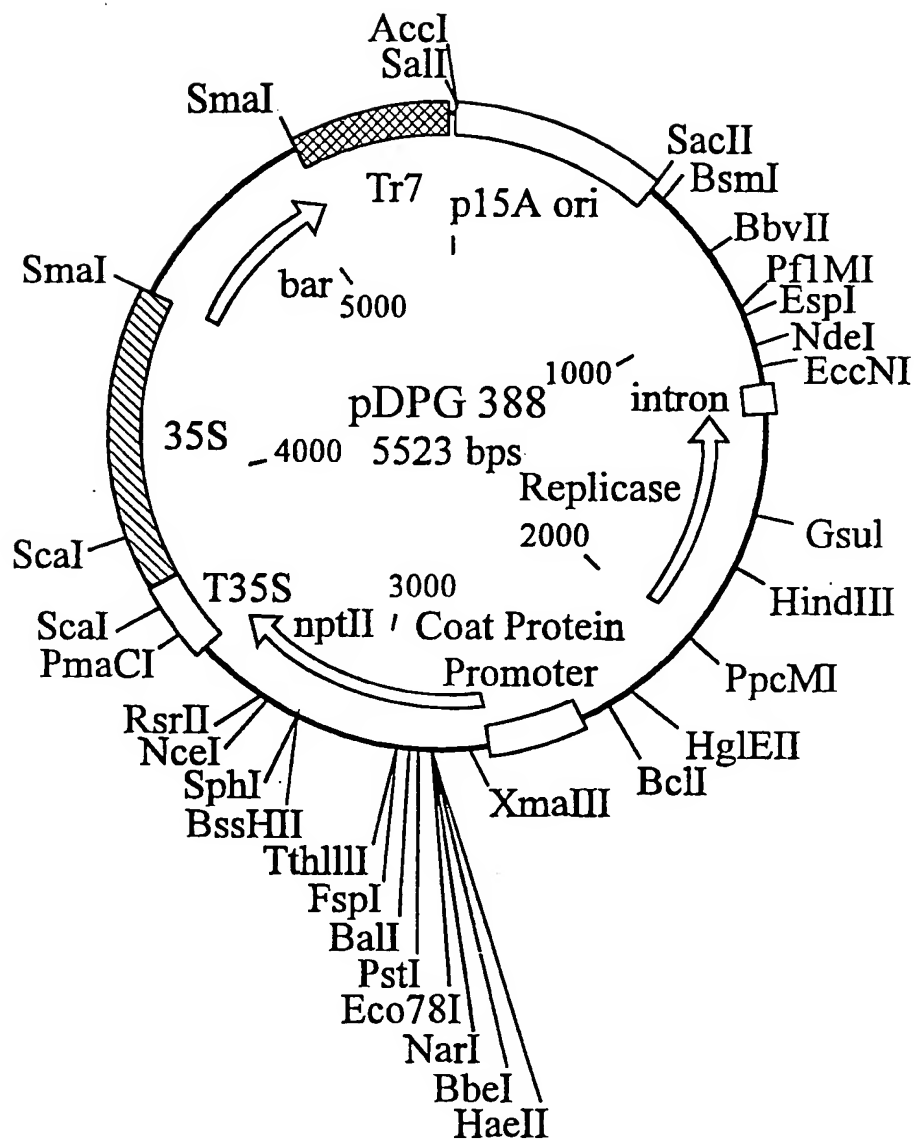 AccI
SalI
SmaI
SacII
BsmI
Tr7
p15A ori
BbvII
SmaI
bar
5000
PflMI
EspI
NdeI
EccNI
1000
intron
pDPG 388
5523 bps
35S
4000
Replicase
2000
GsuI
ScaI
HindIII
T35S
3000
nptII
Coat Protein
Promoter
ScaI
PmaCI
PpcMI
RsrII
NceI
HglEII
BclI
SphI
BssHII
XmaIII
TthlllI
FspI
BalI
PstI
Eco78I
NarI
BbeI
HaeII